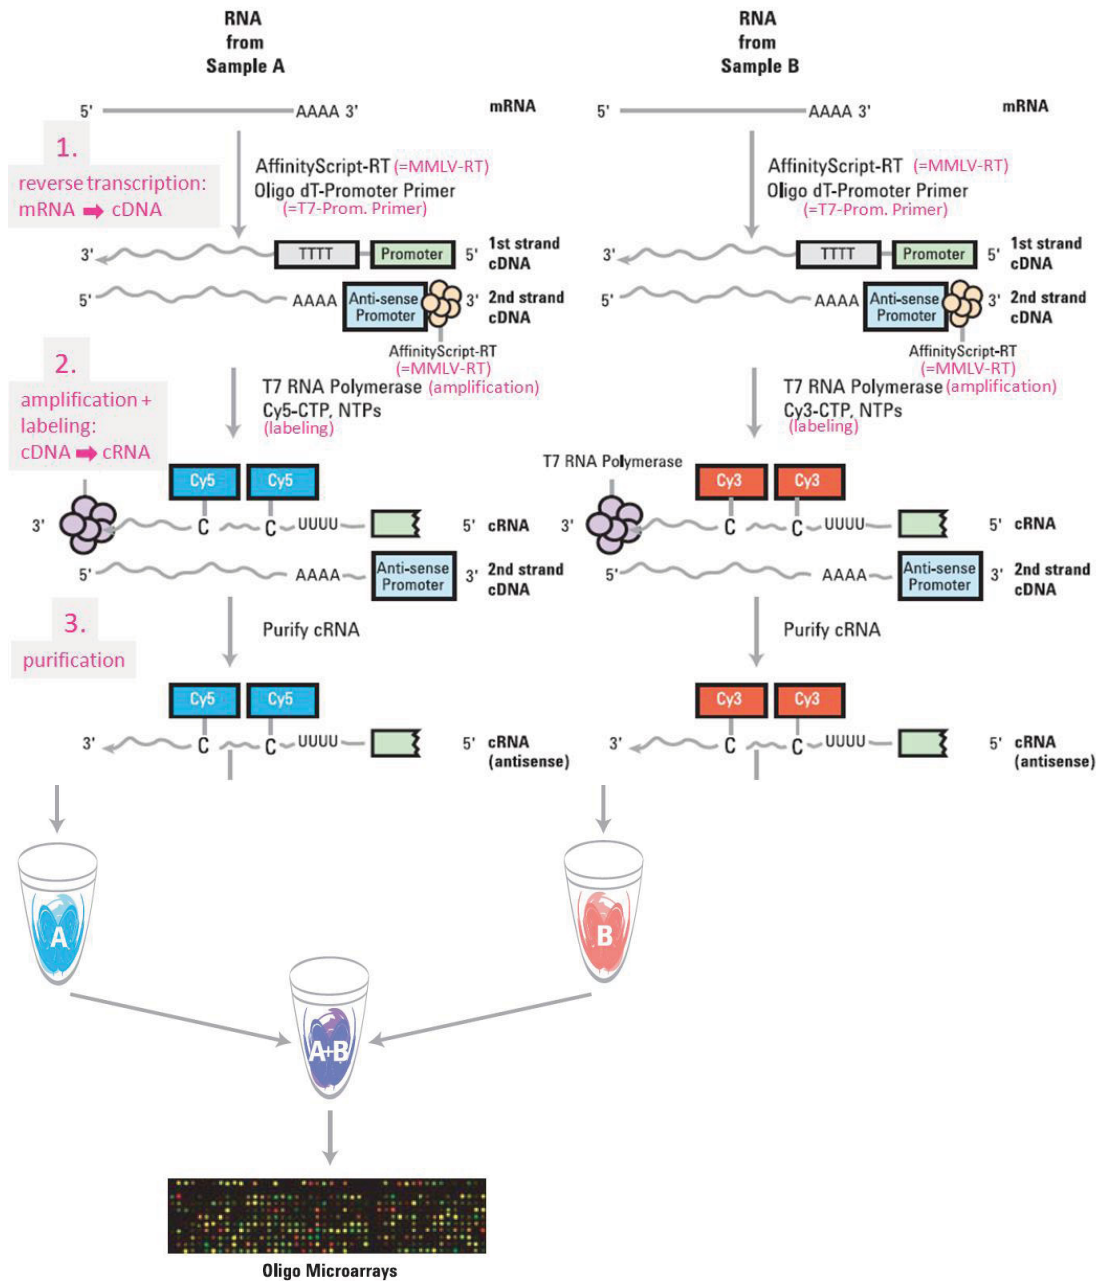 RNA
from
Sample A
RNA
from
Sample B
5' AAAA 3' mRNA
5' AAAA 3' mRNA
1.
reverse transcription:
mRNA ➡ cDNA
AffinityScript-RT (=MMLV-RT)
Oligo dT-Promoter Primer
(=T7-Prom. Primer)
AffinityScript-RT (=MMLV-RT)
Oligo dT-Promoter Primer
(=T7-Prom. Primer)
3' TTTT Promoter 5' 1st strand
cDNA
3' TTTT Promoter 5' 1st strand
cDNA
5' AAAA Anti-sense
Promoter 3' 2nd strand
cDNA
5' AAAA Anti-sense
Promoter 3' 2nd strand
cDNA
AffinityScript-RT
(=MMLV-RT)
AffinityScript-RT
(=MMLV-RT)
2.
amplification +
labeling:
cDNA ➡ cRNA
T7 RNA Polymerase (amplification)
Cy5-CTP, NTPs
(labeling)
T7 RNA Polymerase (amplification)
Cy3-CTP, NTPs
(labeling)
T7 RNA Polymerase
Cy5 Cy5
3' C C UUUU 5' cRNA
Cy3 Cy3
3' C C UUUU 5' cRNA
5' AAAA Anti-sense
Promoter 3' 2nd strand
cDNA
5' AAAA Anti-sense
Promoter 3' 2nd strand
cDNA
3.
purification
Purify cRNA
Purify cRNA
Cy5 Cy5
3' C C UUUU 5' cRNA
(antisense)
Cy3 Cy3
3' C C UUUU 5' cRNA
(antisense)
A
B
A+B
Oligo Microarrays